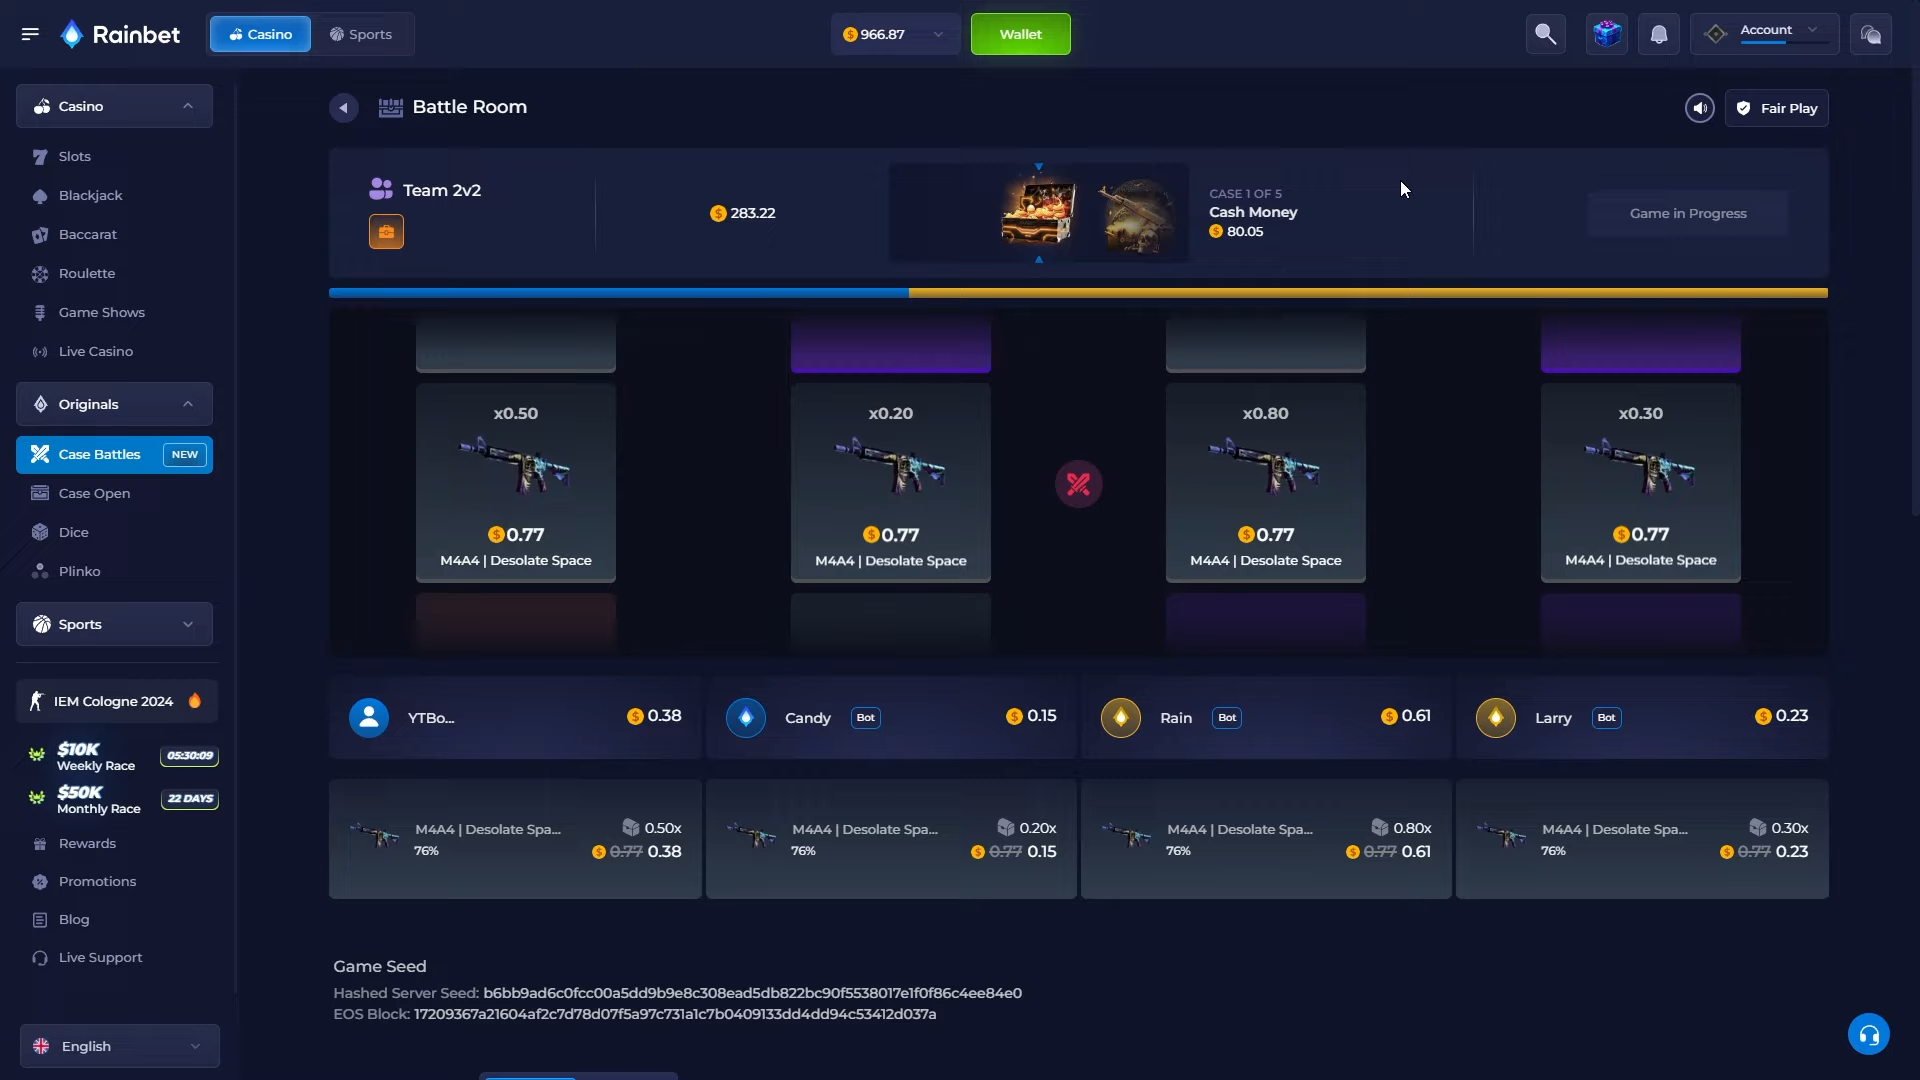 Rainbet
Casino
Sports
966.87
Wallet
Account
Casino
Slots
Blackjack
Baccarat
Roulette
Game Shows
Live Casino
Originals
Case Battles NEW
Case Open
Dice
Plinko
Sports
IEM Cologne 2024
$10K
Weekly Race
05:30:09
$50K
Monthly Race
22 DAYS
Rewards
Promotions
Blog
Live Support
English
Battle Room
Fair Play
Team 2v2
283.22
CASE 1 OF 5
Cash Money
80.05
Game in Progress
x0.50
0.77
M4A4 | Desolate Space
x0.20
0.77
M4A4 | Desolate Space
x0.80
0.77
M4A4 | Desolate Space
x0.30
0.77
M4A4 | Desolate Space
YTBo... 0.38
Candy Bot 0.15
Rain Bot 0.61
Larry Bot 0.23
M4A4 | Desolate Spa... 0.50x
76% 0.77 0.38
M4A4 | Desolate Spa... 0.20x
76% 0.77 0.15
M4A4 | Desolate Spa... 0.80x
76% 0.77 0.61
M4A4 | Desolate Spa... 0.30x
76% 0.77 0.23
Game Seed
Hashed Server Seed: b6bb9ad6c0fcc00a5dd9b9e8c308ead5db822bc90f5538017e1f0f86c4ee84e0
EOS Block: 17209367a21604af2c7d78d07f5a97c731a1c7b0409133dd4dd94c53412d037a